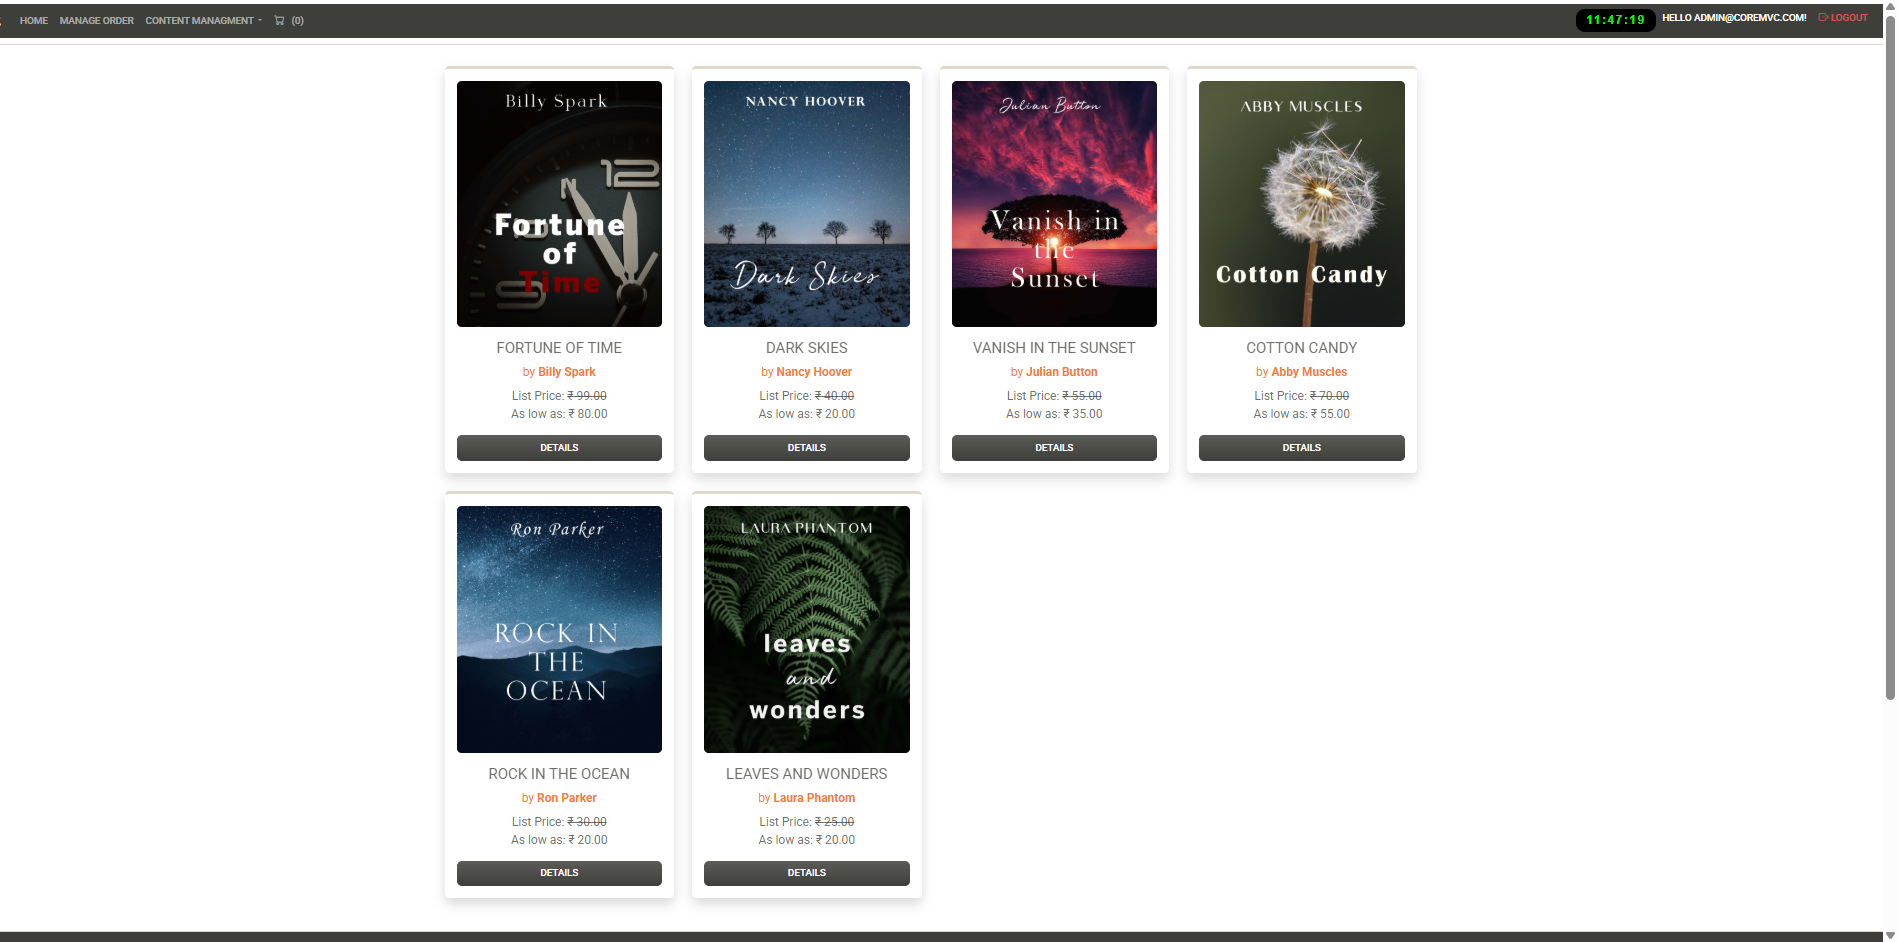 HOME MANAGE ORDER CONTENT MANAGMENT (0) 11:47:19 HELLO ADMIN@COREMVC.COM! LOGOUT
Billy Spark
12
Fortune
of
Time
FORTUNE OF TIME
by Billy Spark
List Price: ₹ 99.00
As low as: ₹ 80.00
DETAILS
NANCY HOOVER
Dark Skies
DARK SKIES
by Nancy Hoover
List Price: ₹ 40.00
As low as: ₹ 20.00
DETAILS
Julian Button
Vanish in
the
Sunset
VANISH IN THE SUNSET
by Julian Button
List Price: ₹ 55.00
As low as: ₹ 35.00
DETAILS
ABBY MUSCLES
Cotton Candy
COTTON CANDY
by Abby Muscles
List Price: ₹ 70.00
As low as: ₹ 55.00
DETAILS
Ron Parker
ROCK IN
THE
OCEAN
ROCK IN THE OCEAN
by Ron Parker
List Price: ₹ 30.00
As low as: ₹ 20.00
DETAILS
LAURA PHANTOM
leaves
and
wonders
LEAVES AND WONDERS
by Laura Phantom
List Price: ₹ 25.00
As low as: ₹ 20.00
DETAILS